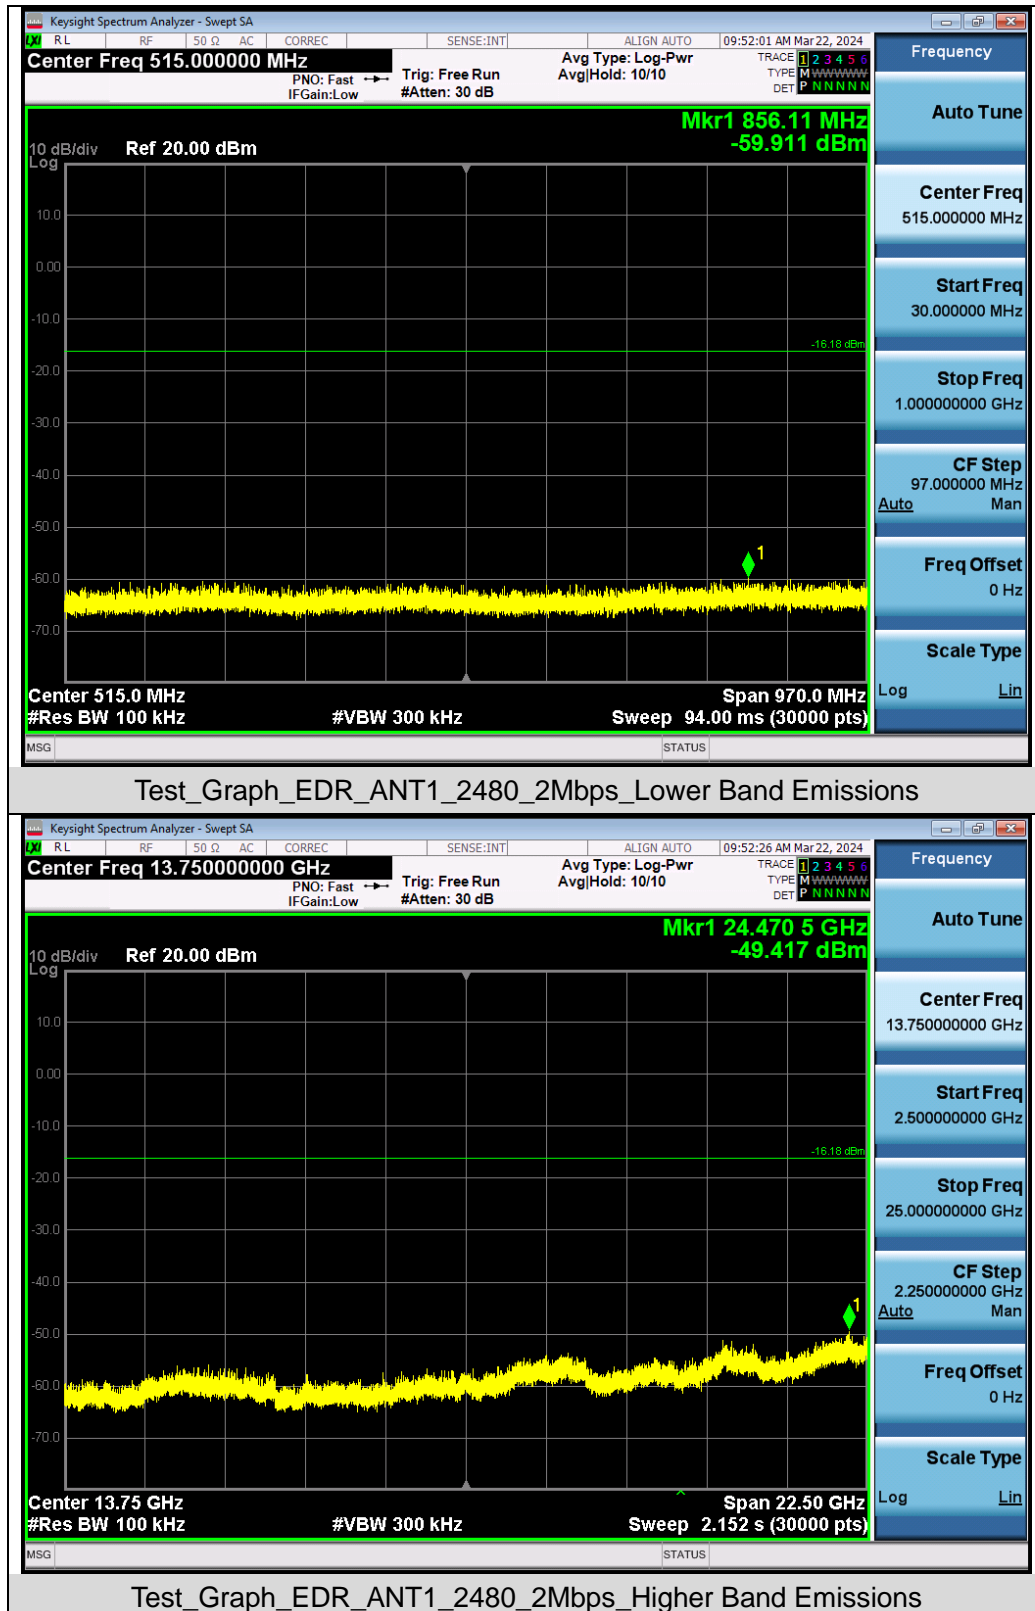 Keysight Spectrum Analyzer - Swept SA
LXI RL RF 50 Ω AC CORREC SENSE:INT ALIGN AUTO 09:52:01 AM Mar 22, 2024
Center Freq 515.000000 MHz
PNO: Fast
IFGain:Low
Trig: Free Run
#Atten: 30 dB
Avg Type: Log-Pwr
Avg|Hold: 10/10
TRACE 1 2 3 4 5 6
TYPE M WWWWW
DET P N N N N N
Mkr1 856.11 MHz
-59.911 dBm
10 dB/div
Log
Ref 20.00 dBm
10.0
0.00
-10.0
-16.18 dBm
-20.0
-30.0
-40.0
-50.0
1
-60.0
-70.0
Center 515.0 MHz
Span 970.0 MHz
#Res BW 100 kHz
#VBW 300 kHz
Sweep 94.00 ms (30000 pts)
MSG
STATUS
Frequency
Auto Tune
Center Freq
515.000000 MHz
Start Freq
30.000000 MHz
Stop Freq
1.000000000 GHz
CF Step
97.000000 MHz
Auto Man
Freq Offset
0 Hz
Scale Type
Log Lin
Test_Graph_EDR_ANT1_2480_2Mbps_Lower Band Emissions
Keysight Spectrum Analyzer - Swept SA
LXI RL RF 50 Ω AC CORREC SENSE:INT ALIGN AUTO 09:52:26 AM Mar 22, 2024
Center Freq 13.750000000 GHz
PNO: Fast
IFGain:Low
Trig: Free Run
#Atten: 30 dB
Avg Type: Log-Pwr
Avg|Hold: 10/10
TRACE 1 2 3 4 5 6
TYPE M WWWWW
DET P N N N N N
Mkr1 24.470 5 GHz
-49.417 dBm
10 dB/div
Log
Ref 20.00 dBm
10.0
0.00
-10.0
-16.18 dBm
-20.0
-30.0
-40.0
1
-50.0
-60.0
-70.0
Center 13.75 GHz
Span 22.50 GHz
#Res BW 100 kHz
#VBW 300 kHz
Sweep 2.152 s (30000 pts)
MSG
STATUS
Frequency
Auto Tune
Center Freq
13.750000000 GHz
Start Freq
2.500000000 GHz
Stop Freq
25.000000000 GHz
CF Step
2.250000000 GHz
Auto Man
Freq Offset
0 Hz
Scale Type
Log Lin
Test_Graph_EDR_ANT1_2480_2Mbps_Higher Band Emissions